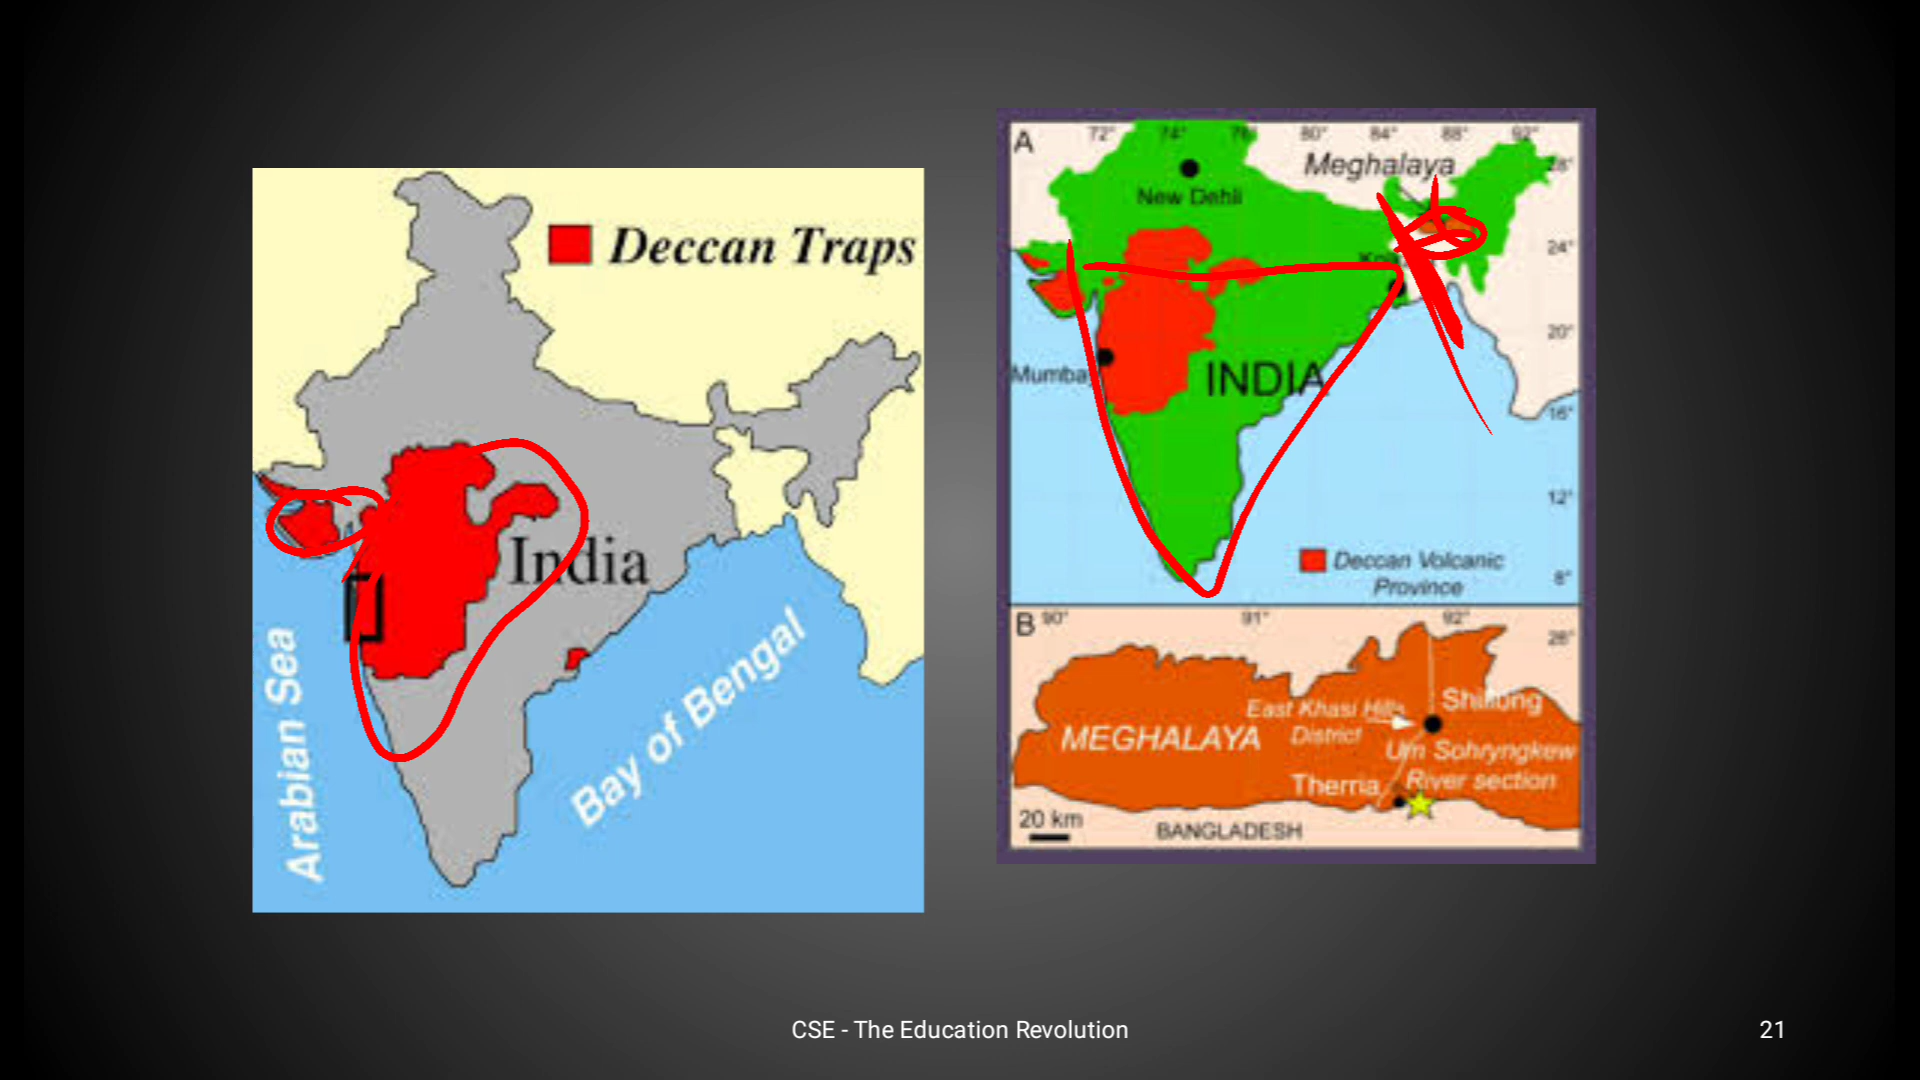 Deccan Traps
India
Arabian Sea
Bay of Bengal
A
72°
74°
80°
84°
88°
92°
Meghalaya
28°
New Dehli
24°
20°
Mumba
INDIA
16°
12°
Deccan Volcanic
Province
8°
B
90°
91°
92°
26°
East Khasi Hills
District
Shillong
MEGHALAYA
Um Sohryngkew
River section
Therria
20 km
BANGLADESH
CSE - The Education Revolution
21